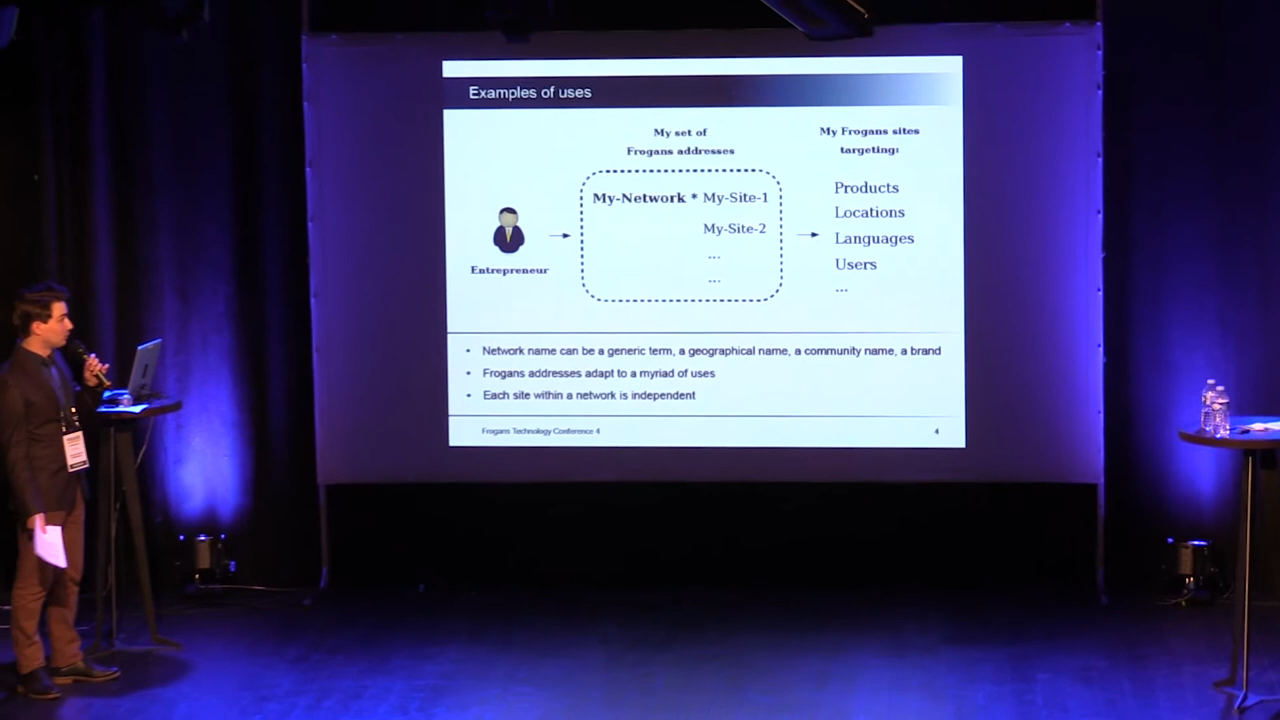 Examples of uses
My set of
Frogans addresses
My Frogans sites
targeting:
My-Network * My-Site-1
My-Site-2
...
...
Entrepreneur
Products
Locations
Languages
Users
...
• Network name can be a generic term, a geographical name, a community name, a brand
• Frogans addresses adapt to a myriad of uses
• Each site within a network is independent
Frogans Technology Conference 4
4